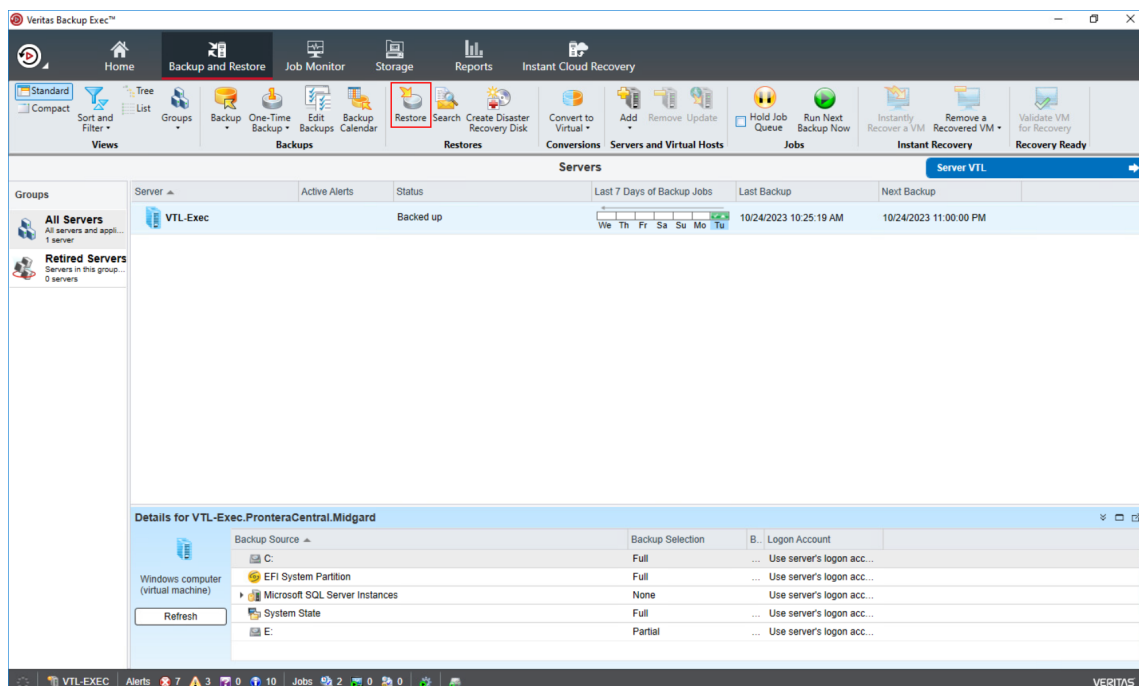 Veritas Backup Exec™
Home
Backup and Restore
Job Monitor
Storage
Reports
Instant Cloud Recovery
Standard
Compact
Sort and
Filter
Tree
List
Views
Groups
Backup
One-Time
Backup
Edit
Backups
Backup
Calendar
Backups
Restore
Search
Create Disaster
Recovery Disk
Restores
Convert to
Virtual
Conversions
Add
Remove
Update
Servers and Virtual Hosts
Hold Job
Queue
Run Next
Backup Now
Jobs
Instantly
Recover a VM
Remove a
Recovered VM
Instant Recovery
Validate VM
for Recovery
Recovery Ready
Servers
Server VTL
Groups
All Servers
All servers and appli...
1 server
Retired Servers
Servers in this group...
0 servers
Server Active Alerts Status Last 7 Days of Backup Jobs Last Backup Next Backup
VTL-Exec Backed up 10/24/2023 10:25:19 AM 10/24/2023 11:00:00 PM
We Th Fr Sa Su Mo Tu
Details for VTL-Exec.PronteraCentral.Midgard
Windows computer
(virtual machine)
Refresh
Backup Source Backup Selection B... Logon Account
C: Full ... Use server's logon acc...
EFI System Partition Full ... Use server's logon acc...
Microsoft SQL Server Instances None ... Use server's logon acc...
System State Full ... Use server's logon acc...
E: Partial ... Use server's logon acc...
VTL-EXEC Alerts 7 3 0 10 Jobs 2 0 0 VERITAS